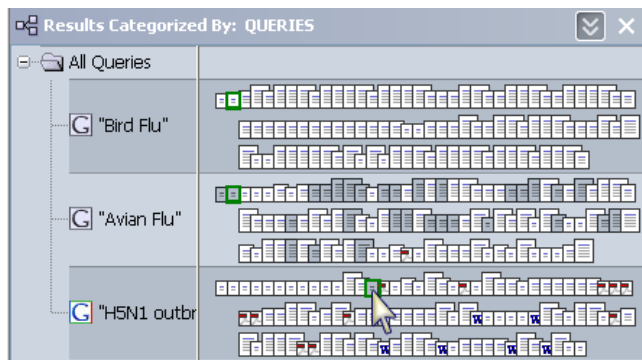 Results Categorized By: QUERIES
All Queries
G "Bird Flu"
G "Avian Flu"
G "H5N1 outbr